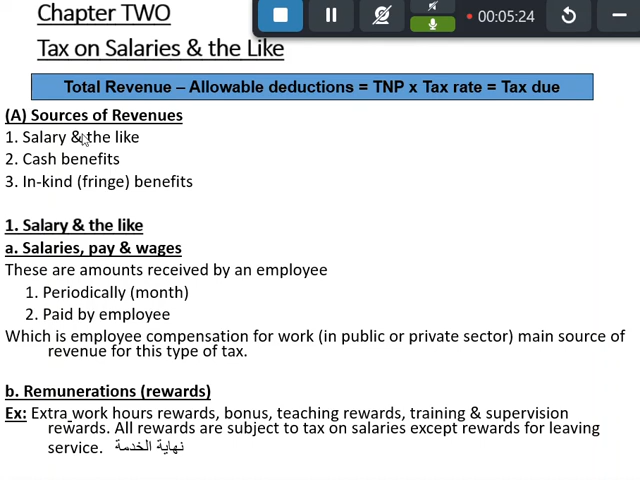 Chapter TWO
00:05:24
Tax on Salaries & the Like
Total Revenue – Allowable deductions = TNP x Tax rate = Tax due
(A) Sources of Revenues
1. Salary & the like
2. Cash benefits
3. In-kind (fringe) benefits
1. Salary & the like
a. Salaries, pay & wages
These are amounts received by an employee
1. Periodically (month)
2. Paid by employee
Which is employee compensation for work (in public or private sector) main source of
revenue for this type of tax.
b. Remunerations (rewards)
Ex: Extra work hours rewards, bonus, teaching rewards, training & supervision
rewards. All rewards are subject to tax on salaries except rewards for leaving
service. نهاية الخدمة